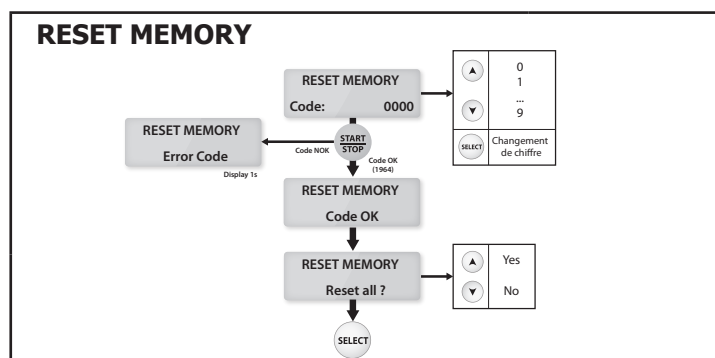 RESET MEMORY
RESET MEMORY
Code: 0000
0
1
...
9
SELECT
Changement
de chiffre
START
STOP
Code NOK
RESET MEMORY
Error Code
Display 1s
Code OK
(1964)
RESET MEMORY
Code OK
RESET MEMORY
Reset all ?
Yes
No
SELECT